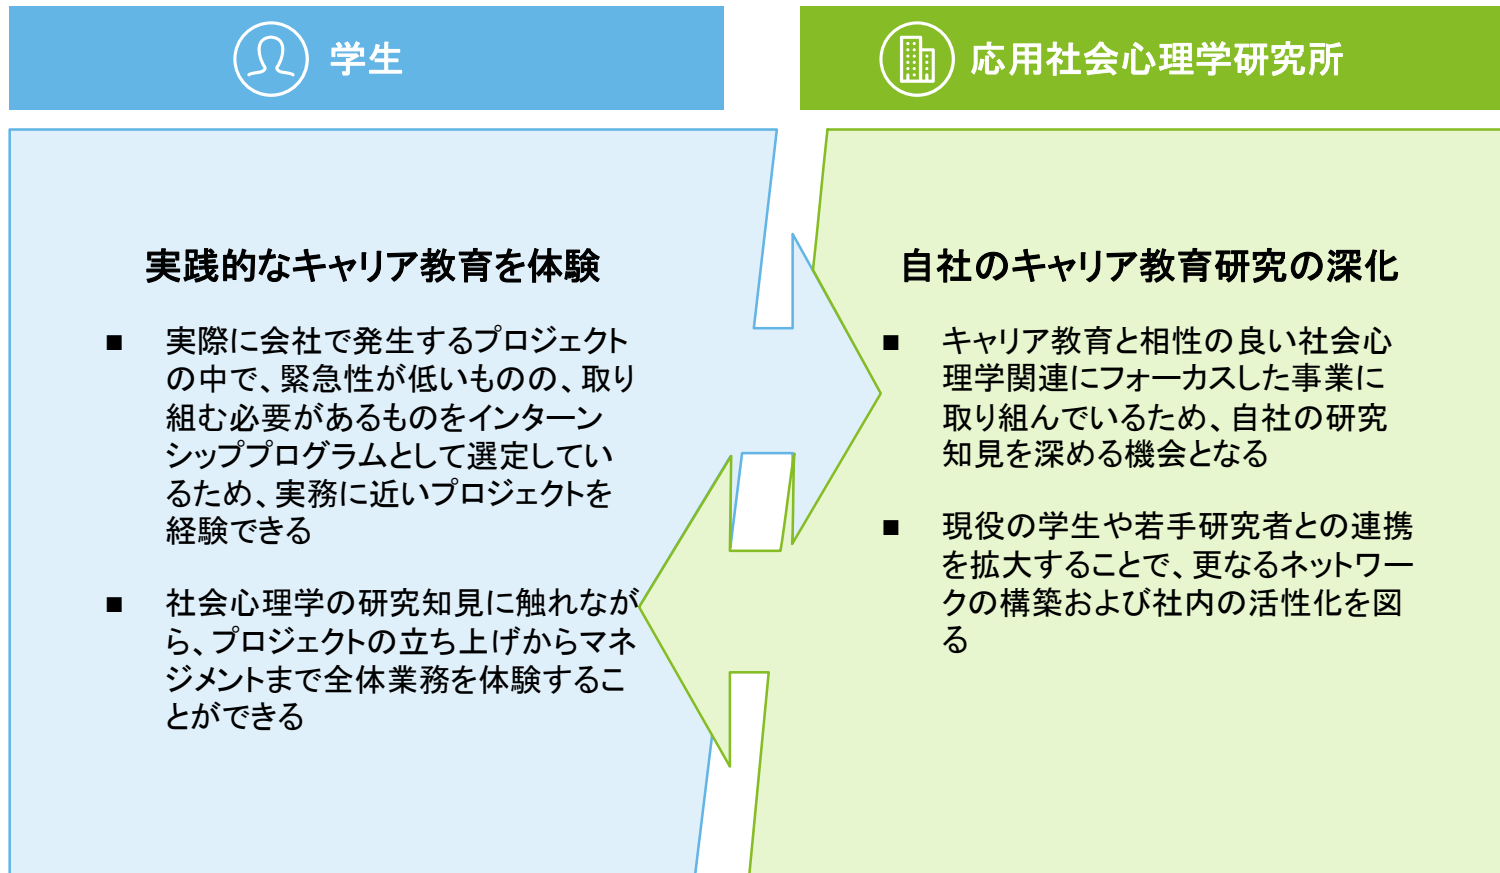 学生
実践的なキャリア教育を体験
■ 実際に会社で発生するプロジェクト
の中で、緊急性が低いものの、取り
組む必要があるものをインターン
シッププログラムとして選定してい
るため、実務に近いプロジェクトを
経験できる
■ 社会心理学の研究知見に触れなが
ら、プロジェクトの立ち上げからマネ
ジメントまで全体業務を体験するこ
とができる
応用社会心理学研究所
自社のキャリア教育研究の深化
■ キャリア教育と相性の良い社会心
理学関連にフォーカスした事業に
取り組んでいるため、自社の研究
知見を深める機会となる
■ 現役の学生や若手研究者との連携
を拡大することで、更なるネットワー
クの構築および社内の活性化を図
る